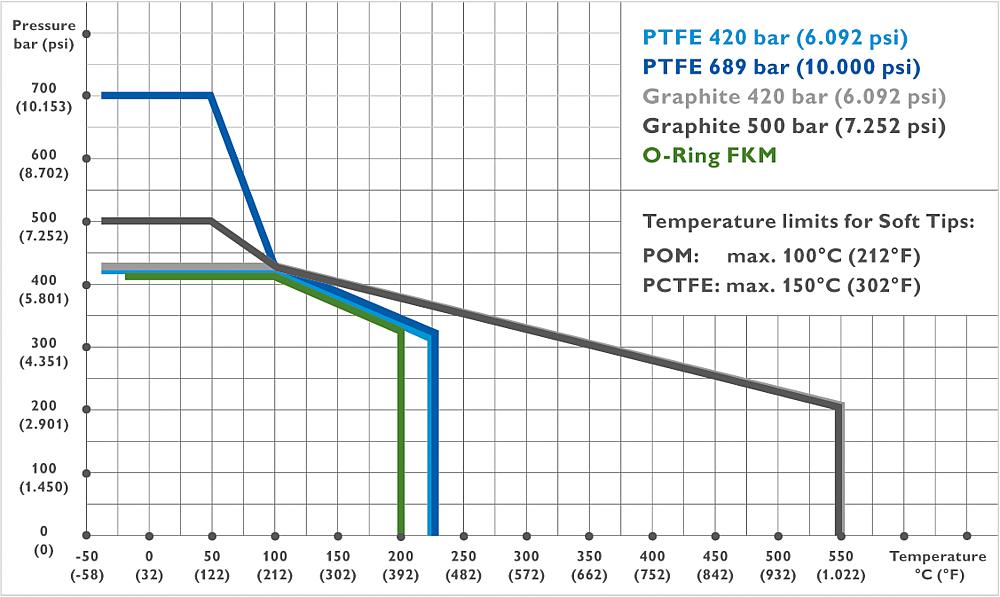 Pressure
bar (psi)
PTFE 420 bar (6.092 psi)
PTFE 689 bar (10.000 psi)
Graphite 420 bar (6.092 psi)
Graphite 500 bar (7.252 psi)
O-Ring FKM
Temperature limits for Soft Tips:
POM: max. 100°C (212°F)
PCTFE: max. 150°C (302°F)
700
(10.153)
600
(8.702)
500
(7.252)
400
(5.801)
300
(4.351)
200
(2.901)
100
(1.450)
0
(0)
-50 0 50 100 150 200 250 300 350 400 450 500 550 Temperature
(-58) (32) (122) (212) (302) (392) (482) (572) (662) (752) (842) (932) (1.022) °C (°F)